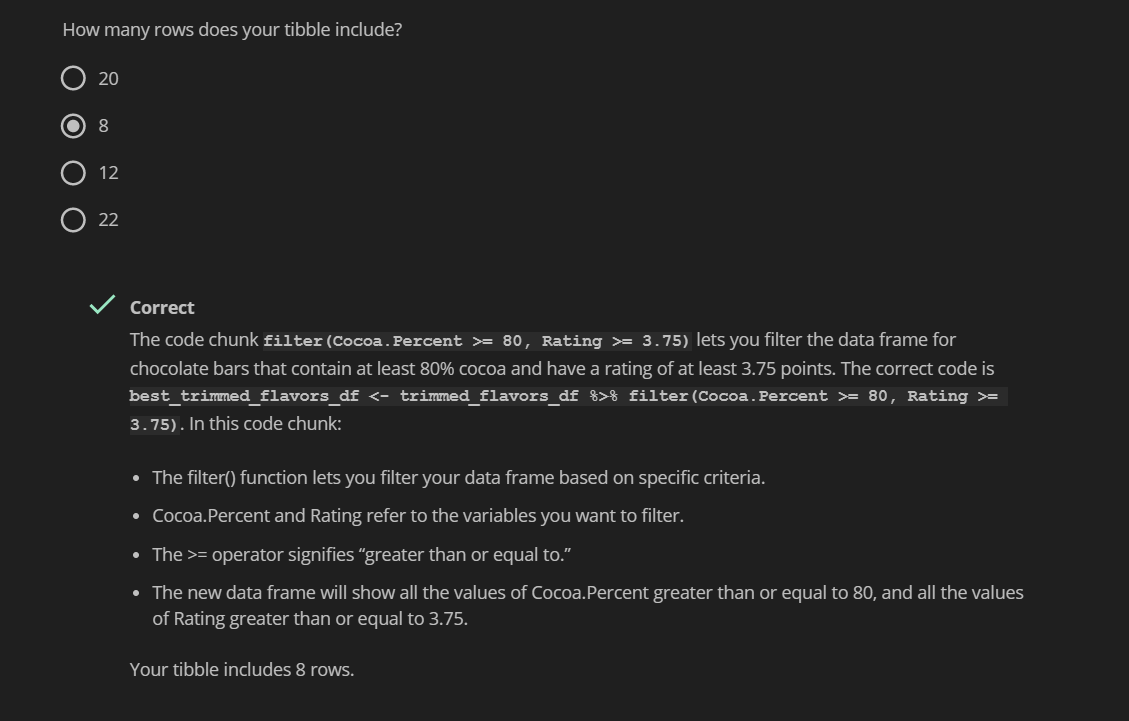 How many rows does your tibble include?
20
8
12
22
Correct
The code chunk filter(Cocoa.Percent >= 80, Rating >= 3.75) lets you filter the data frame for
chocolate bars that contain at least 80% cocoa and have a rating of at least 3.75 points. The correct code is
best_trimmed_flavors_df <- trimmed_flavors_df %>% filter(Cocoa.Percent >= 80, Rating >=
3.75). In this code chunk:
• The filter() function lets you filter your data frame based on specific criteria.
• Cocoa.Percent and Rating refer to the variables you want to filter.
• The >= operator signifies “greater than or equal to.”
• The new data frame will show all the values of Cocoa.Percent greater than or equal to 80, and all the values
of Rating greater than or equal to 3.75.
Your tibble includes 8 rows.